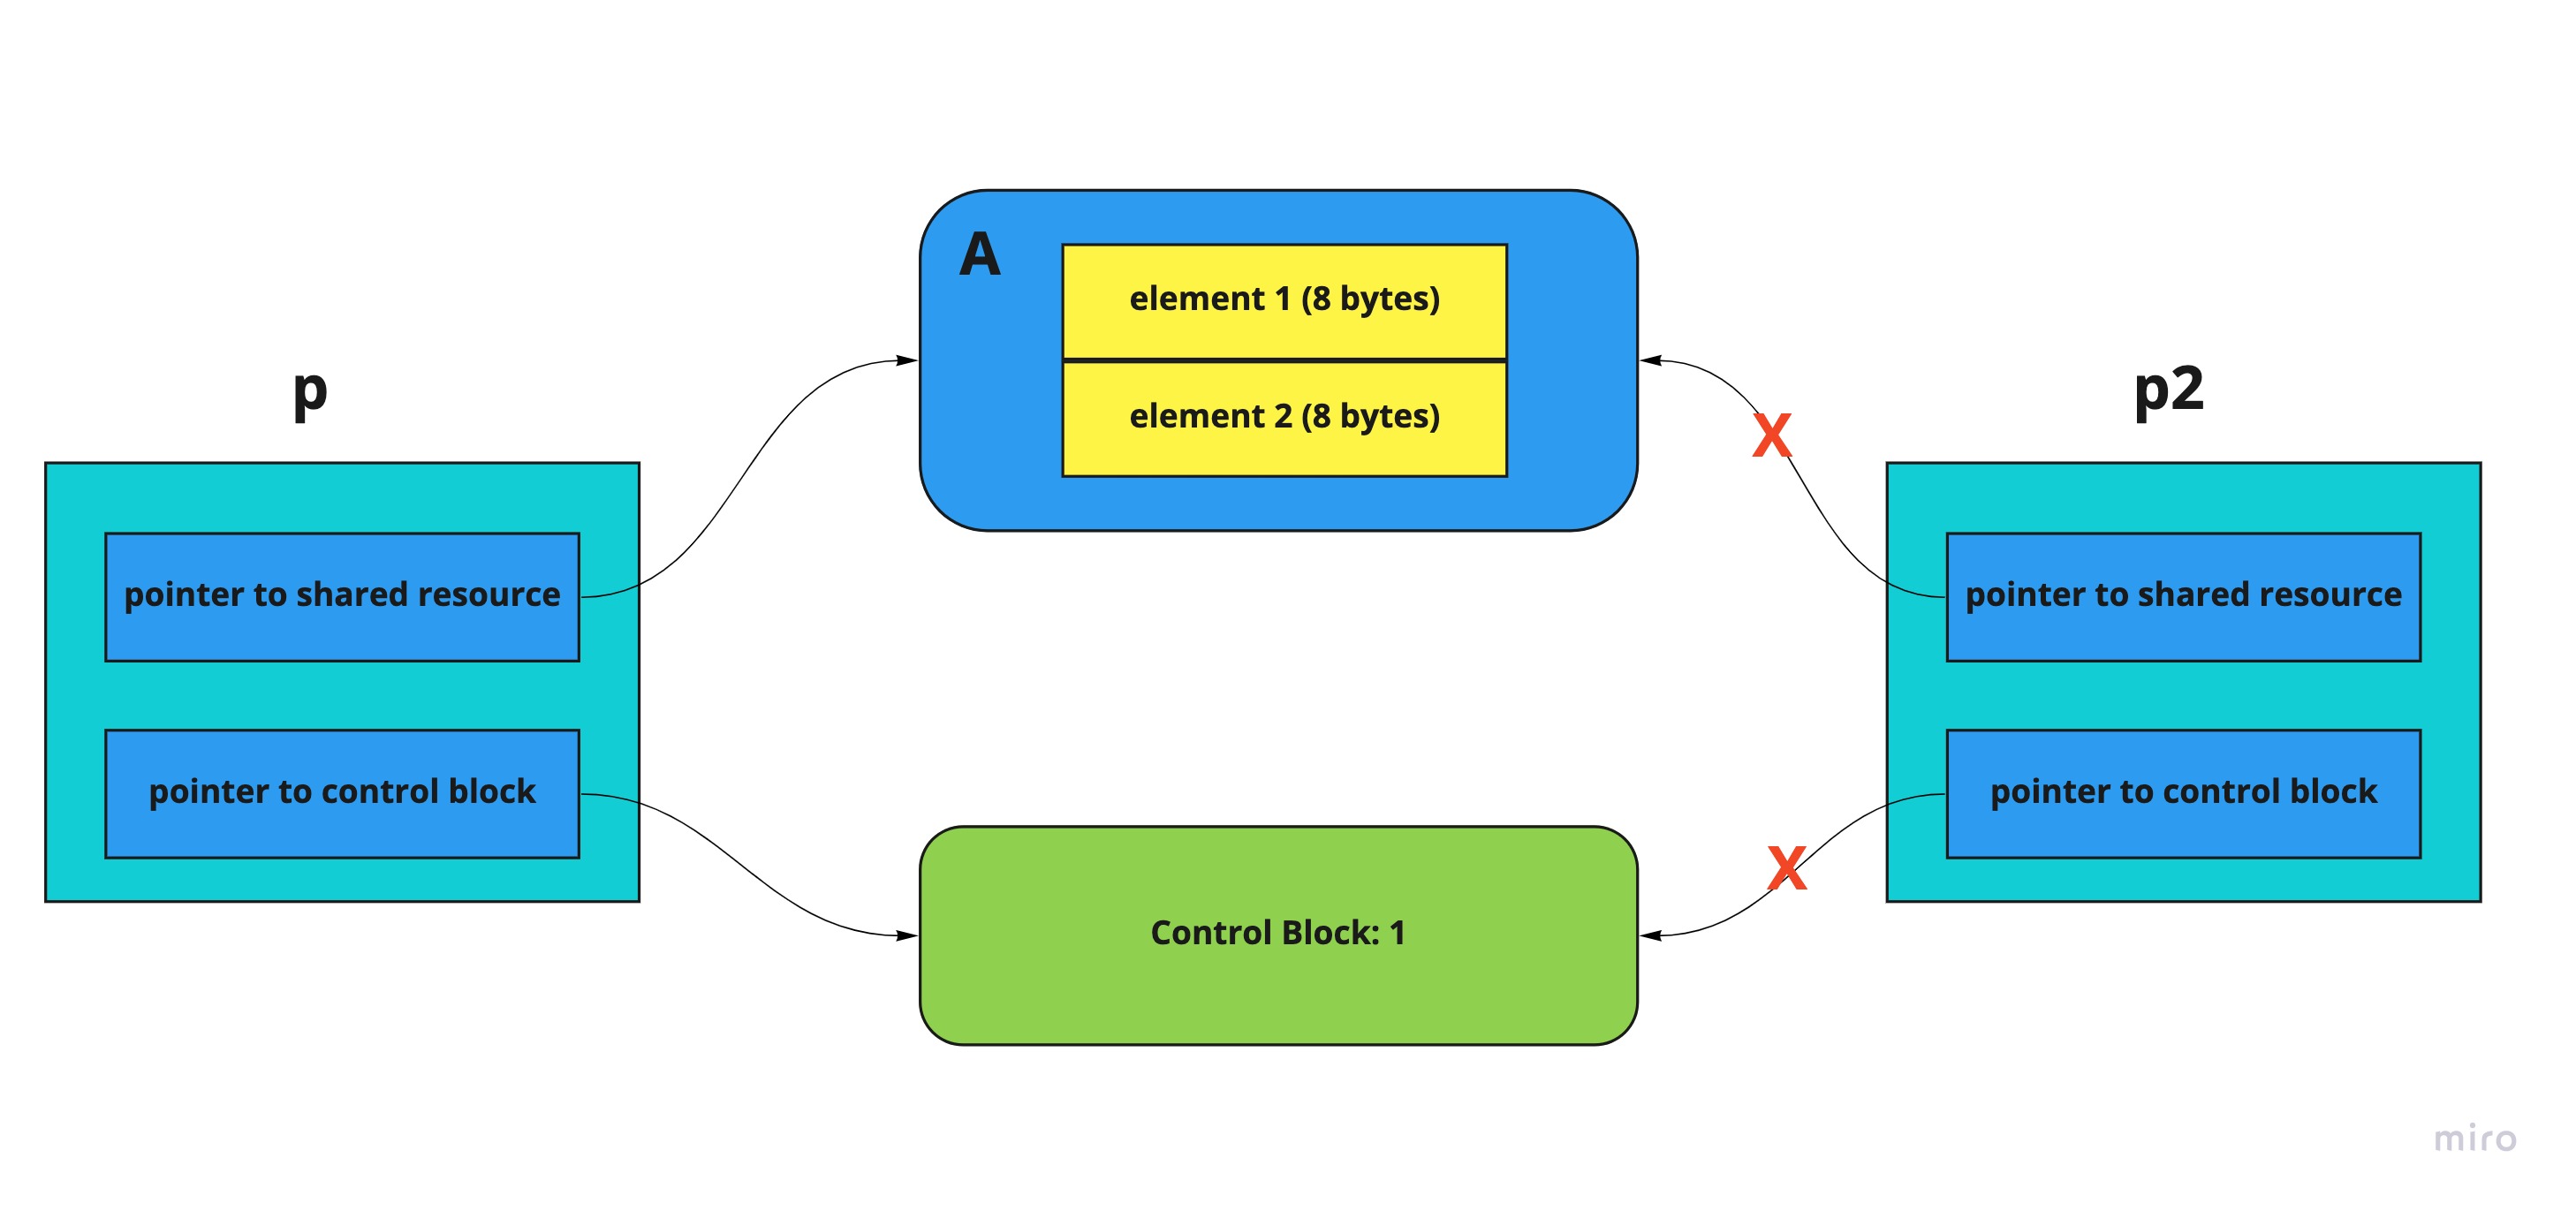 A
element 1 (8 bytes)
element 2 (8 bytes)
p
p2
X
pointer to shared resource
pointer to shared resource
pointer to control block
pointer to control block
X
Control Block: 1
miro